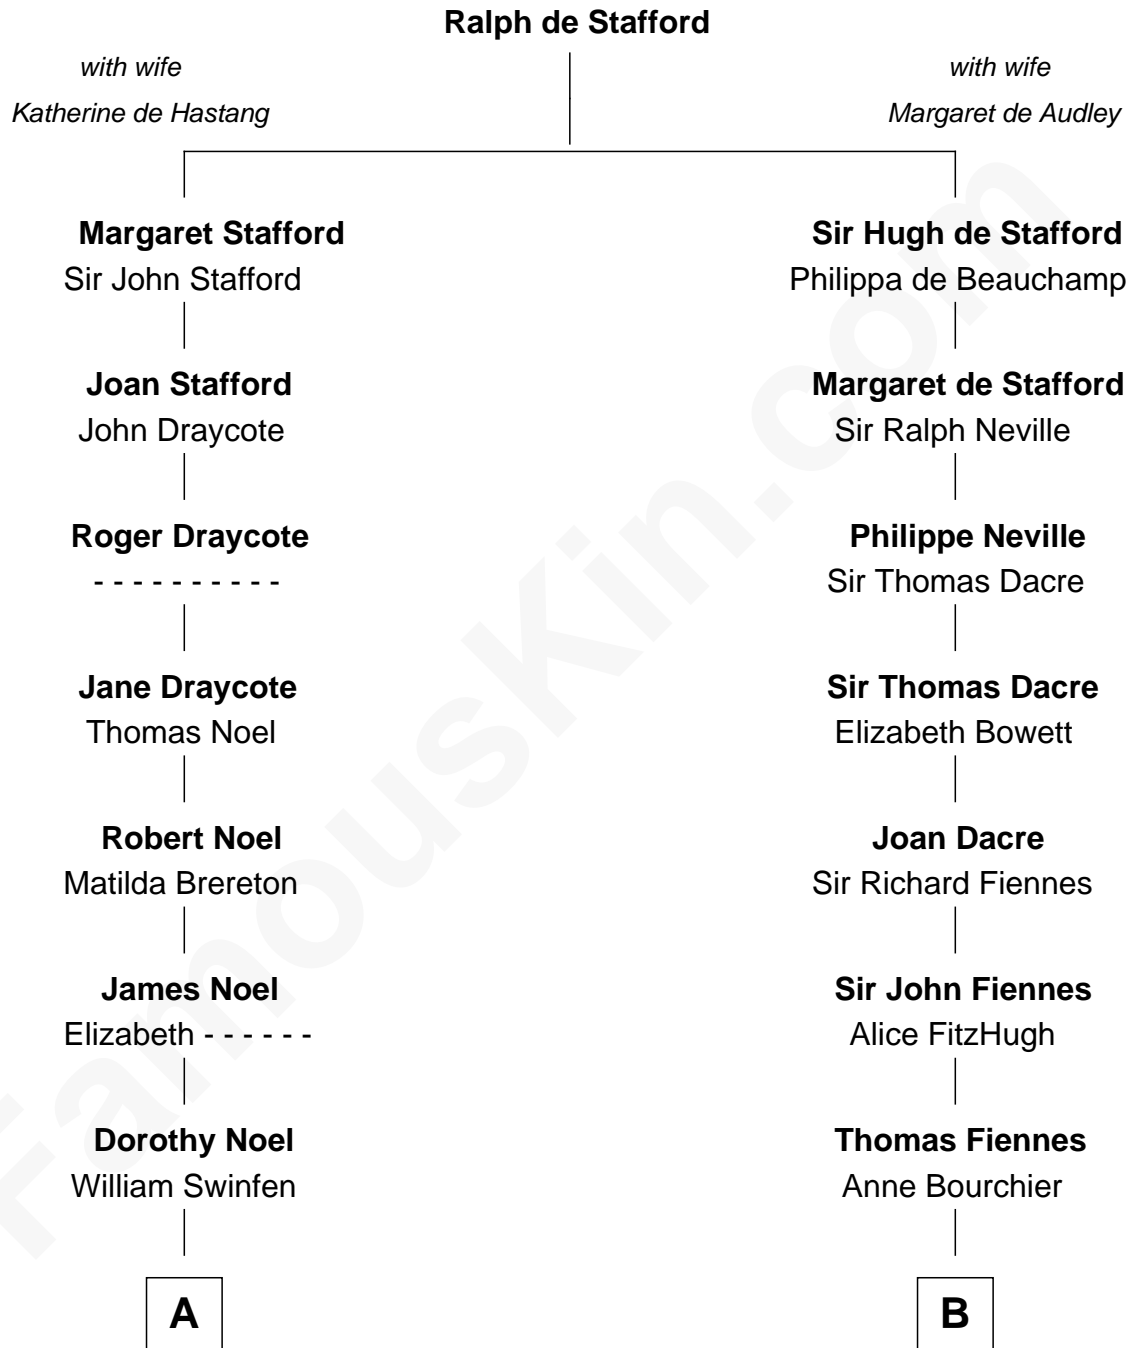 Ralph de Stafford
with wife
Katherine de Hastang
with wife
Margaret de Audley
Margaret Stafford
Sir John Stafford
Sir Hugh de Stafford
Philippa de Beauchamp
Joan Stafford
John Draycote
Margaret de Stafford
Sir Ralph Neville
Roger Draycote
- - - - - - - - - -
Philippe Neville
Sir Thomas Dacre
Jane Draycote
Thomas Noel
Sir Thomas Dacre
Elizabeth Bowett
Robert Noel
Matilda Brereton
Joan Dacre
Sir Richard Fiennes
James Noel
Elizabeth - - - - - -
Sir John Fiennes
Alice FitzHugh
Dorothy Noel
William Swinfen
Thomas Fiennes
Anne Bourchier
A
B
FamousKin.com